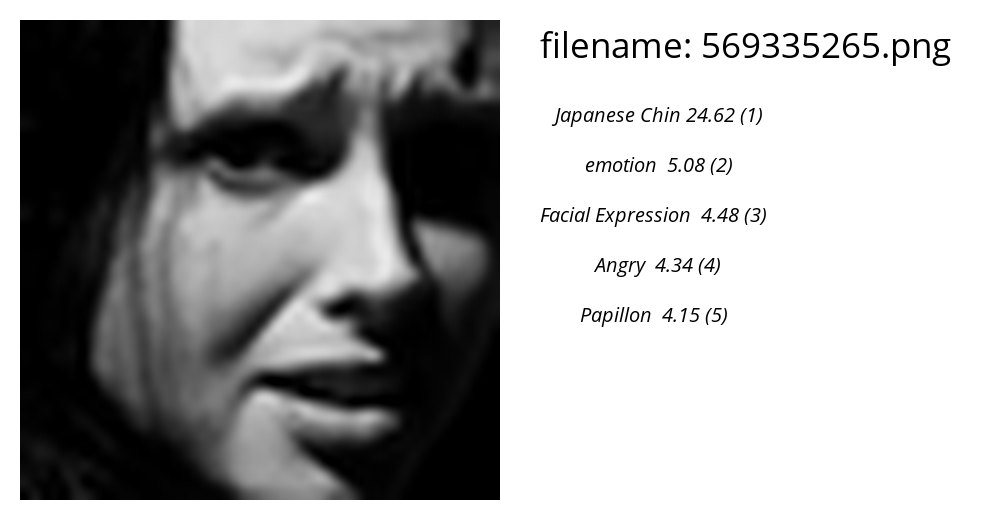 filename: 569335265.png
Japanese Chin 24.62 (1)
emotion 5.08 (2)
Facial Expression 4.48 (3)
Angry 4.34 (4)
Papillon 4.15 (5)